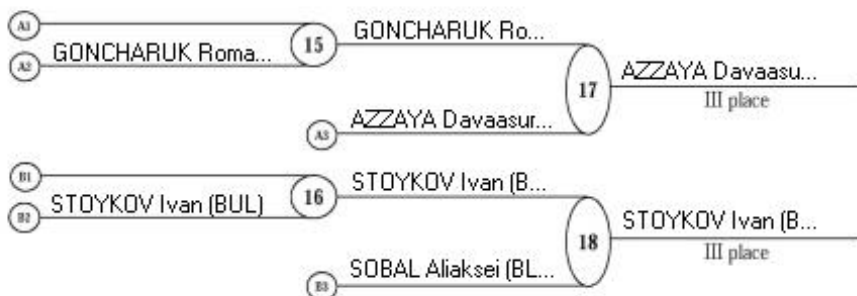 A1
GONCHARUK Ro...
15
GONCHARUK Roma...
A2
AZZAYA Davaasu...
17
III place
AZZAYA Davaasur...
A3
B1
STOYKOV Ivan (B...
16
STOYKOV Ivan (BUL)
B2
STOYKOV Ivan (B...
18
III place
SOBAL Aliaksei (BL...
B3